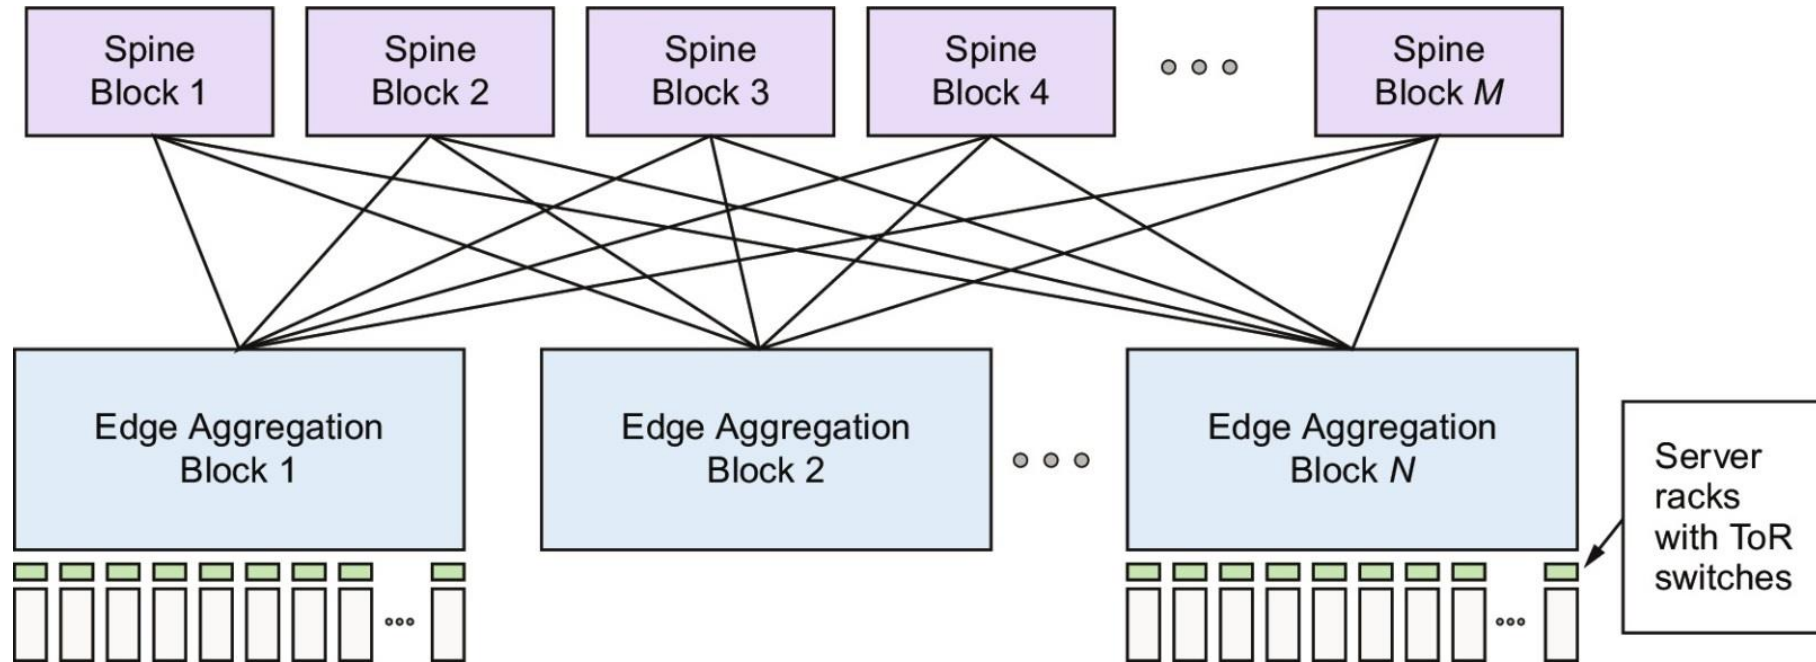 Spine
Block 1
Spine
Block 2
Spine
Block 3
Spine
Block 4
Spine
Block M
Edge Aggregation
Block 1
Edge Aggregation
Block 2
Edge Aggregation
Block N
Server
racks
with ToR
switches